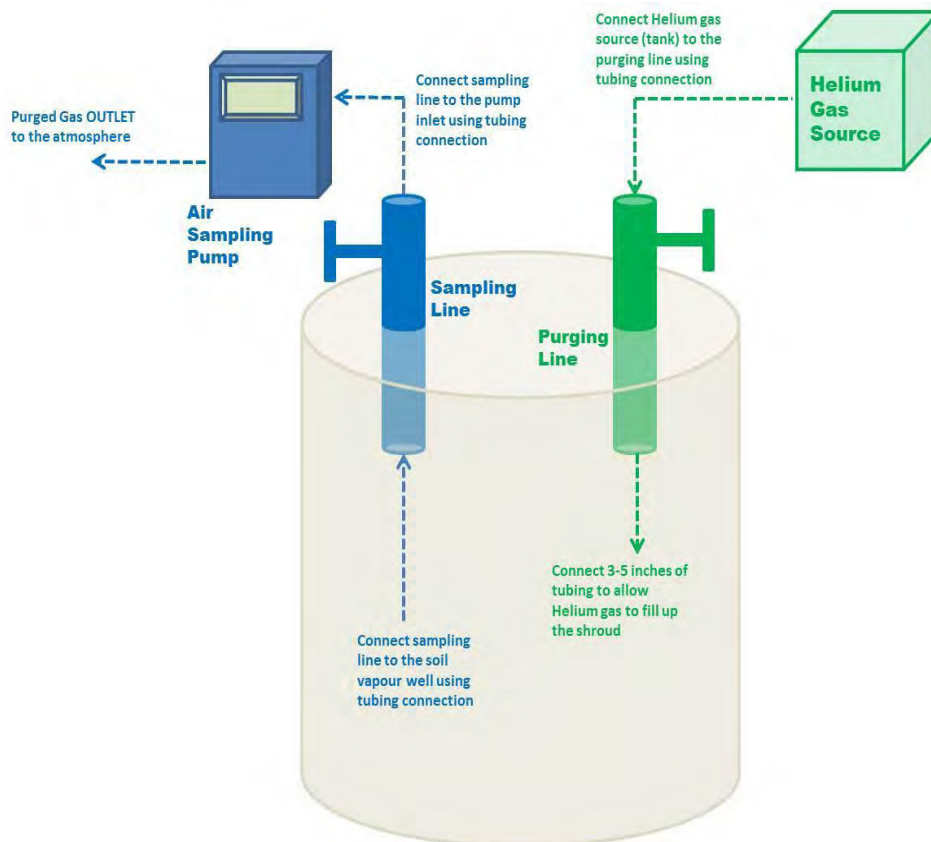 Connect Helium gas
source (tank) to the
purging line using
tubing connection
Helium
Gas
Source
Connect sampling
line to the pump
inlet using tubing
connection
Purged Gas OUTLET
to the atmosphere
Air
Sampling
Pump
Sampling
Line
Purging
Line
Connect 3-5 inches of
tubing to allow
Helium gas to fill up
the shroud
Connect sampling
line to the soil
vapour well using
tubing connection